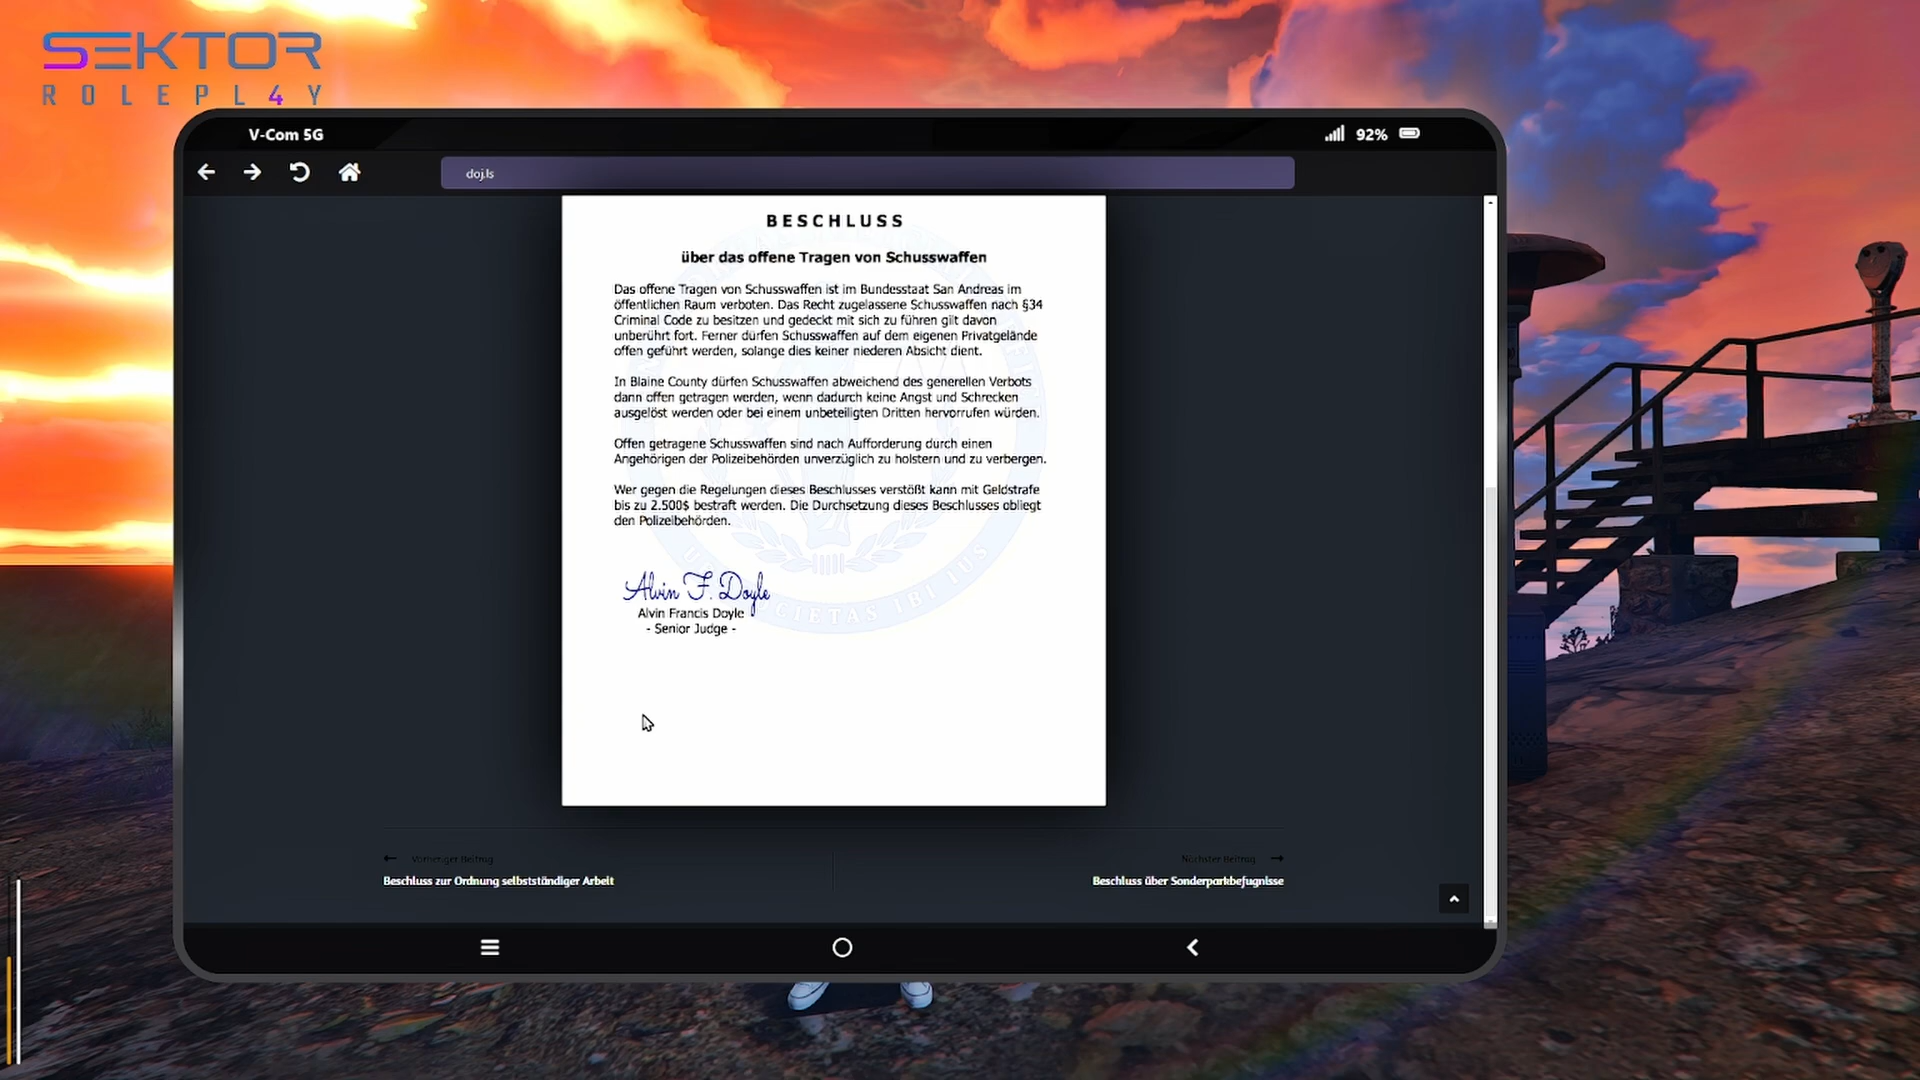 SEKTOR
ROLEPL4Y
V-Com 5G
92%
doj.ls
BESCHLUSS
über das offene Tragen von Schusswaffen
Das offene Tragen von Schusswaffen ist im Bundesstaat San Andreas im
öffentlichen Raum verboten. Das Recht zugelassene Schusswaffen nach §34
Criminal Code zu besitzen und gedeckt mit sich zu führen gilt davon
unberührt fort. Ferner dürfen Schusswaffen auf dem eigenen Privatgelände
offen geführt werden, solange dies keiner niederen Absicht dient.
In Blaine County dürfen Schusswaffen abweichend des generellen Verbots
dann offen getragen werden, wenn dadurch keine Angst und Schrecken
ausgelöst werden oder bei einem unbeteiligten Dritten hervorrufen würden.
Offen getragene Schusswaffen sind nach Aufforderung durch einen
Angehörigen der Polizeibehörden unverzüglich zu holstern und zu verbergen.
Wer gegen die Regelungen dieses Beschlusses verstößt kann mit Geldstrafe
bis zu 2.500$ bestraft werden. Die Durchsetzung dieses Beschlusses obliegt
den Polizeibehörden.
Alvin F. Doyle
Alvin Francis Doyle
- Senior Judge -
SOCIETAS IBI IUS
Vorheriger Beitrag
Nächster Beitrag
Beschluss zur Ordnung selbstständiger Arbeit
Beschluss über Sonderparkbefugnisse